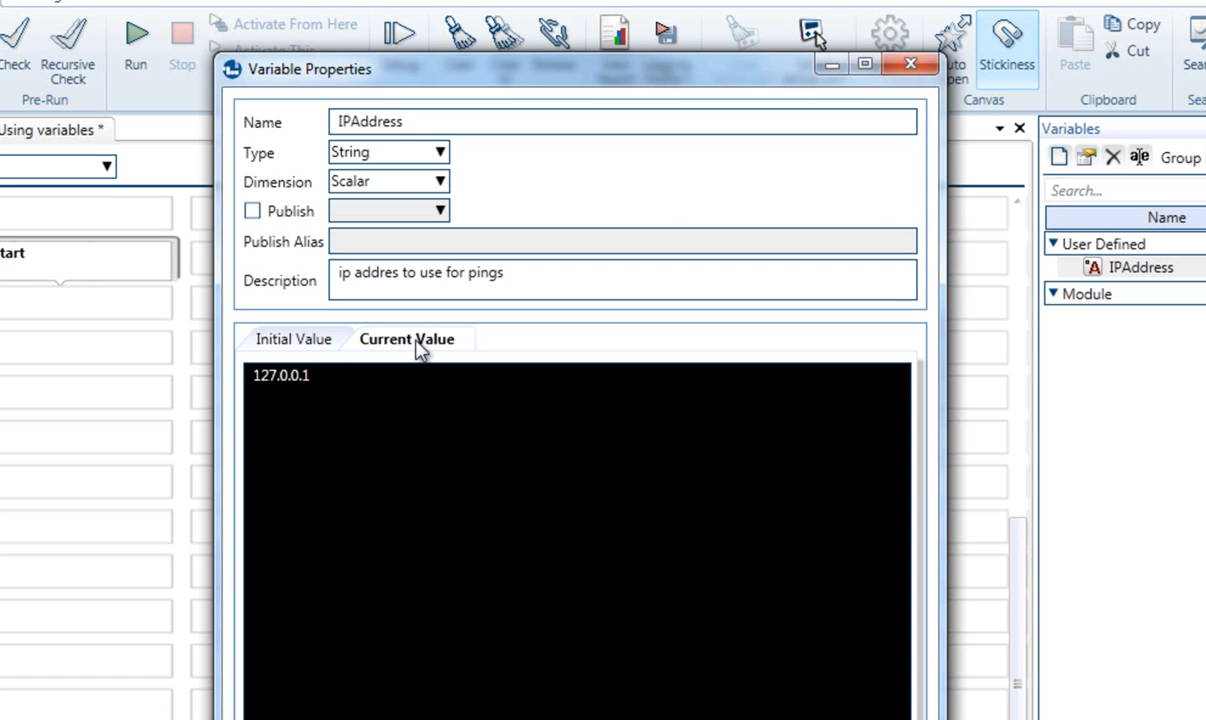 Activate From Here
Check
Recursive
Check
Run
Stop
Paste
Copy
Cut
Stickiness
Pre-Run
Canvas
Clipboard
Variable Properties
Using variables *
Name
IPAddress
Type
String
Dimension
Scalar
Publish
Publish Alias
Description
ip addres to use for pings
Initial Value
Current Value
127.0.0.1
Variables
Group
Search...
Name
User Defined
IPAddress
Module